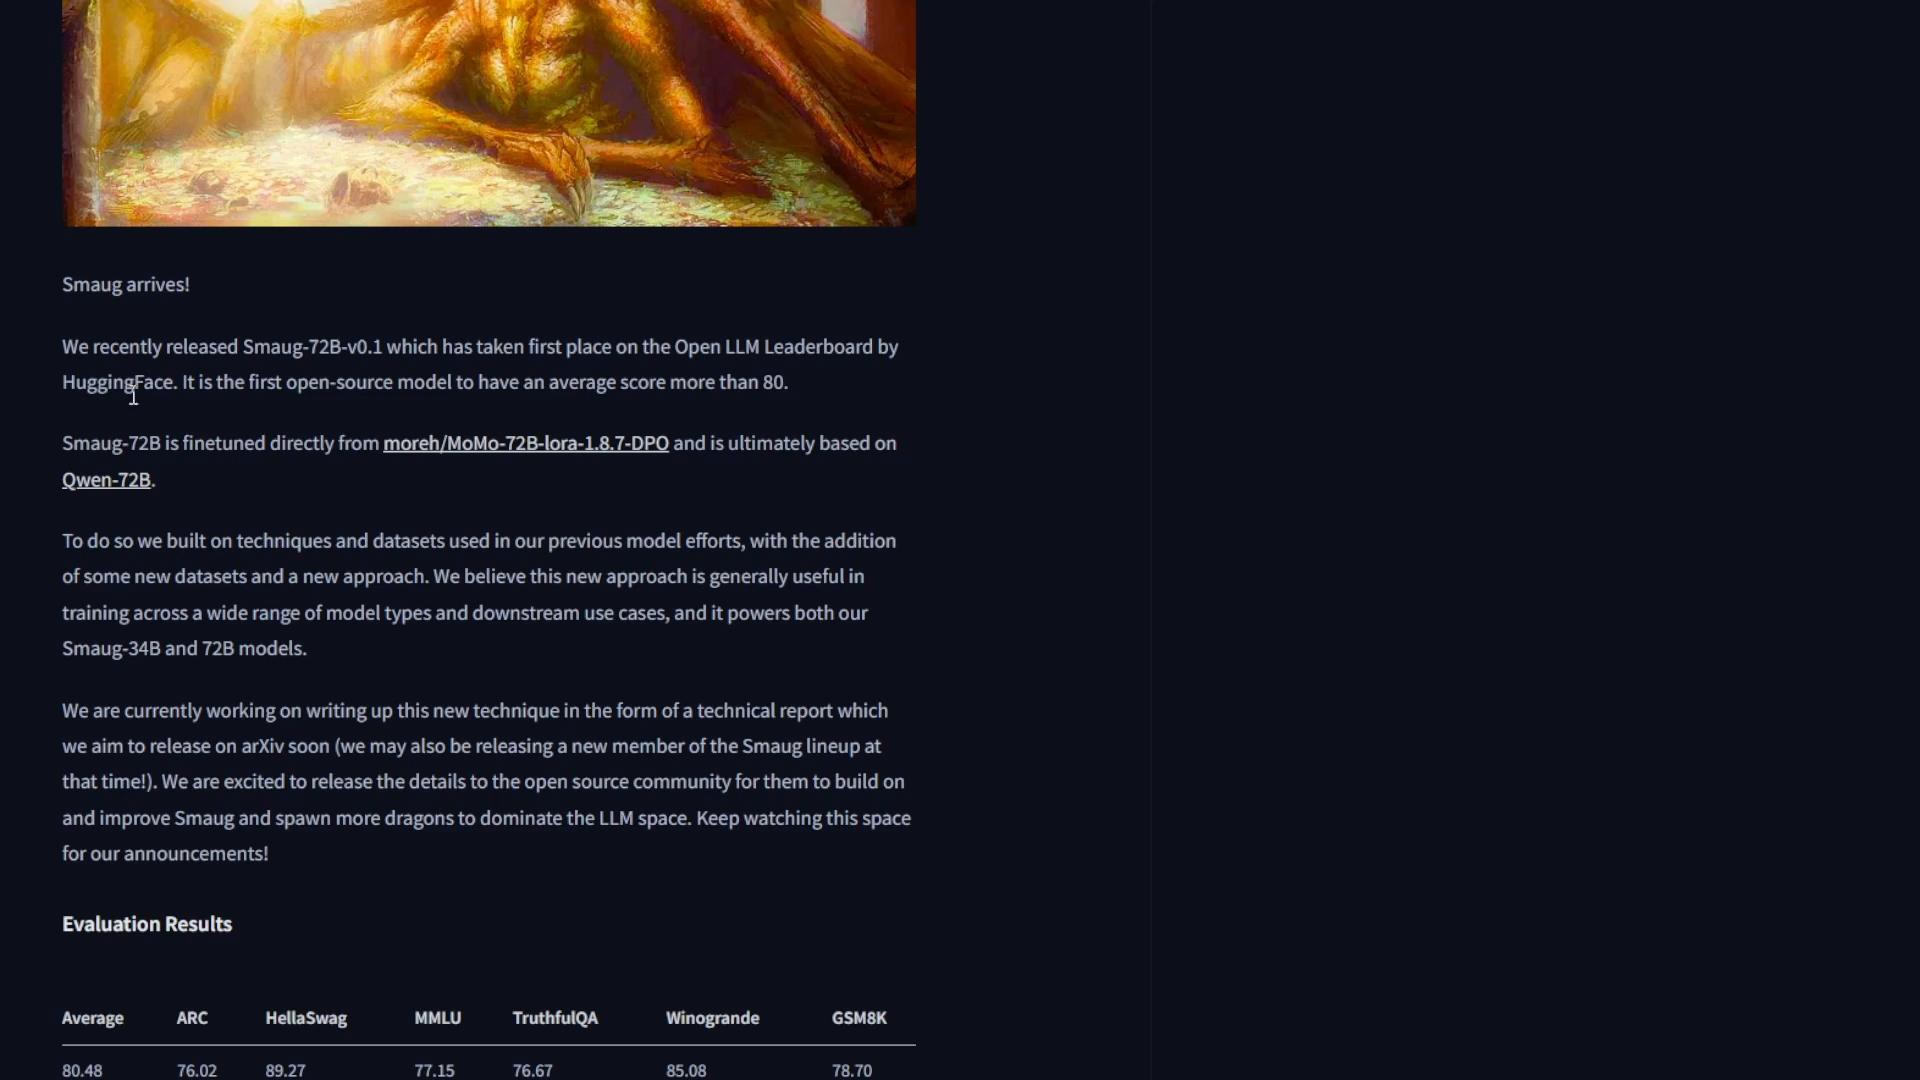 Smaug arrives!
We recently released Smaug-72B-v0.1 which has taken first place on the Open LLM Leaderboard by
HuggingFace. It is the first open-source model to have an average score more than 80.
Smaug-72B is finetuned directly from moreh/MoMo-72B-lora-1.8.7-DPO and is ultimately based on
Qwen-72B.
To do so we built on techniques and datasets used in our previous model efforts, with the addition
of some new datasets and a new approach. We believe this new approach is generally useful in
training across a wide range of model types and downstream use cases, and it powers both our
Smaug-34B and 72B models.
We are currently working on writing up this new technique in the form of a technical report which
we aim to release on arXiv soon (we may also be releasing a new member of the Smaug lineup at
that time!). We are excited to release the details to the open source community for them to build on
and improve Smaug and spawn more dragons to dominate the LLM space. Keep watching this space
for our announcements!
Evaluation Results
Average ARC HellaSwag MMLU TruthfulQA Winogrande GSM8K
80.48 76.02 89.27 77.15 76.67 85.08 78.70